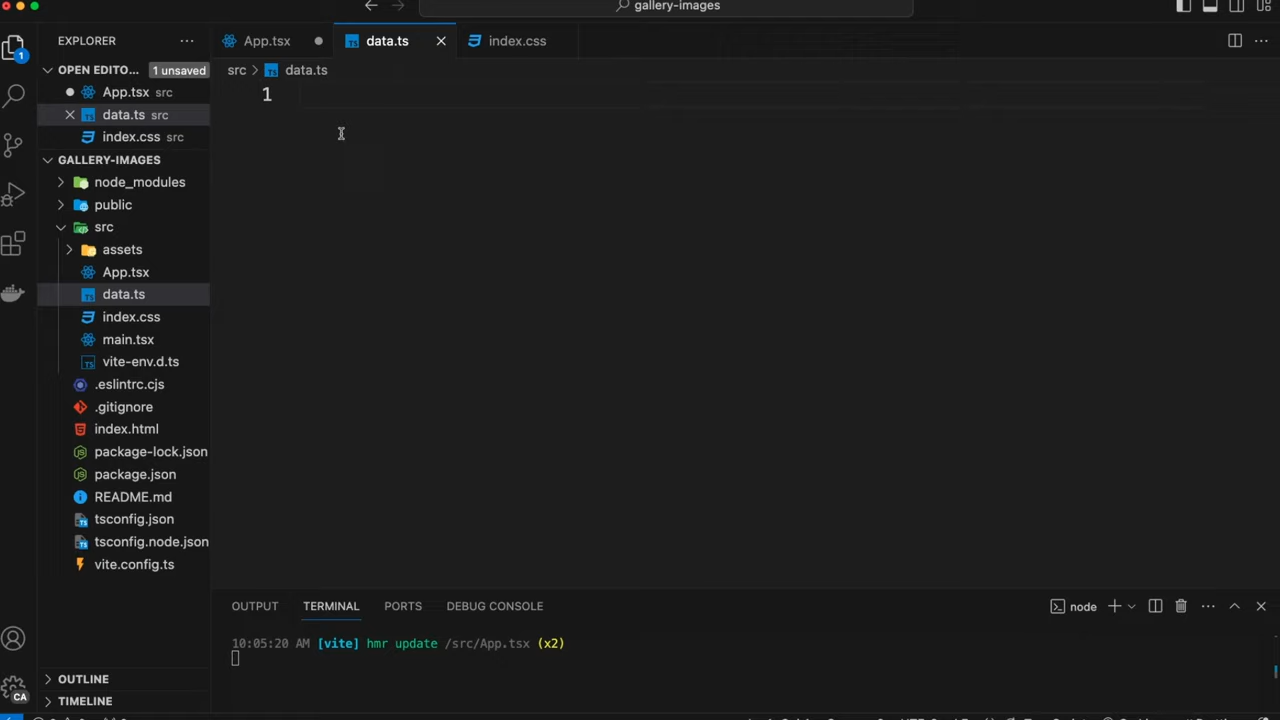 gallery-images
EXPLORER
App.tsx
data.ts
index.css
OPEN EDITO...
1 unsaved
src
data.ts
App.tsx
src
1
data.ts
src
index.css
src
GALLERY-IMAGES
node_modules
public
src
assets
App.tsx
data.ts
index.css
main.tsx
vite-env.d.ts
.eslintrc.cjs
.gitignore
index.html
package-lock.json
package.json
README.md
tsconfig.json
tsconfig.node.json
vite.config.ts
OUTPUT
TERMINAL
PORTS
DEBUG CONSOLE
node
10:05:20 AM [vite] hmr update /src/App.tsx (x2)
OUTLINE
TIMELINE
CA
1